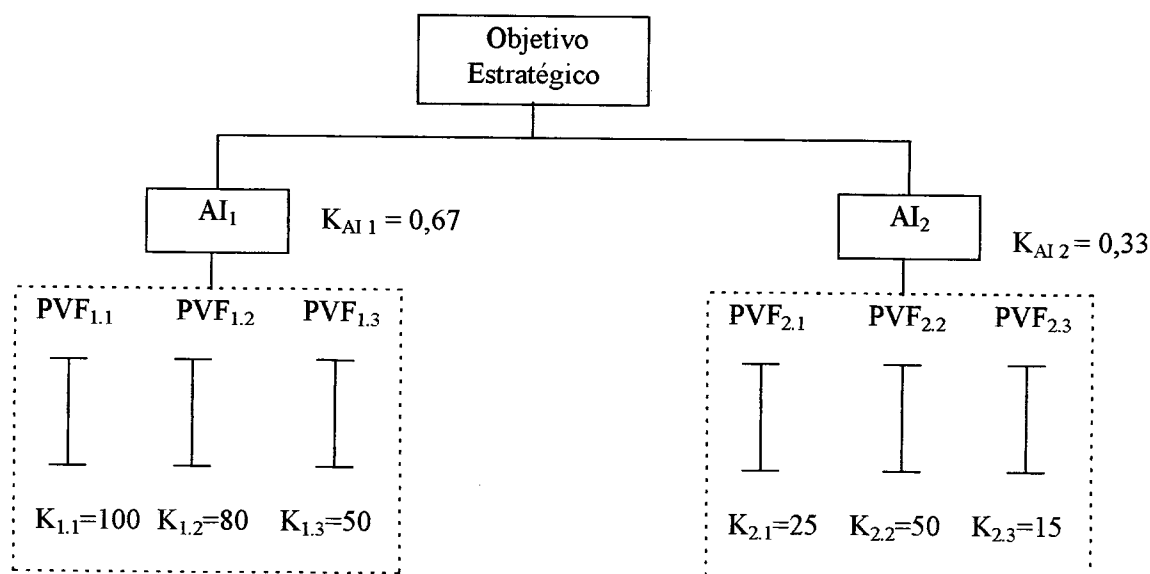 Objetivo
Estratégico
AI₁
K_AI 1 = 0,67
AI₂
K_AI 2 = 0,33
PVF₁.₁ PVF₁.₂ PVF₁.₃
PVF₂.₁ PVF₂.₂ PVF₂.₃
K₁.₁=100 K₁.₂=80 K₁.₃=50
K₂.₁=25 K₂.₂=50 K₂.₃=15